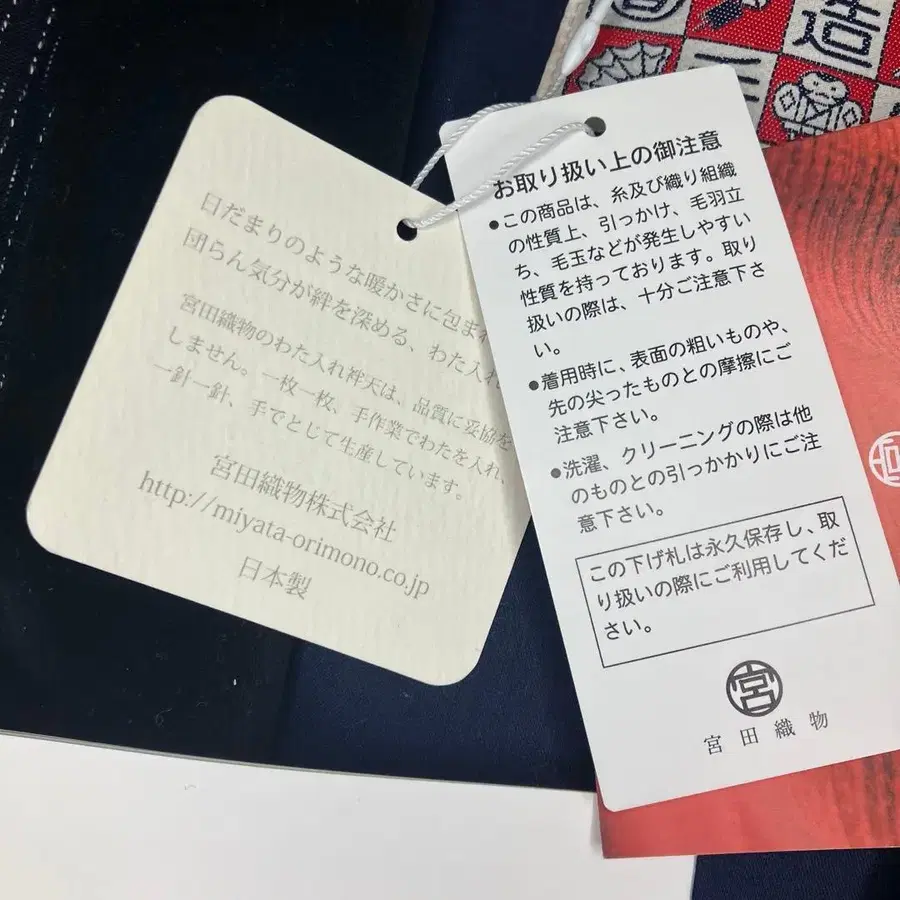 日だまりのような暖かさに包まれ
団らん気分が絆を深める、わた入れ
宮田織物のわた入れ袢天は、品質に妥協を
しません。一枚一枚、手作業でわたを入れ、
一針一針、手でとじて生産しています。
宮田織物株式会社
http://miyata-orimono.co.jp
日本製
お取り扱い上の御注意
●この商品は、糸及び織り組織
の性質上、引っかけ、毛羽立
ち、毛玉などが発生しやすい
性質を持っております。取り
扱いの際は、十分ご注意下さ
い。
●着用時に、表面の粗いものや、
先の尖ったものとの摩擦にご
注意下さい。
●洗濯、クリーニングの際は他
のものとの引っかかりにご注
意下さい。
この下げ札は永久保存し、取
り扱いの際にご利用してくだ
さい。
宮
宮田織物
造